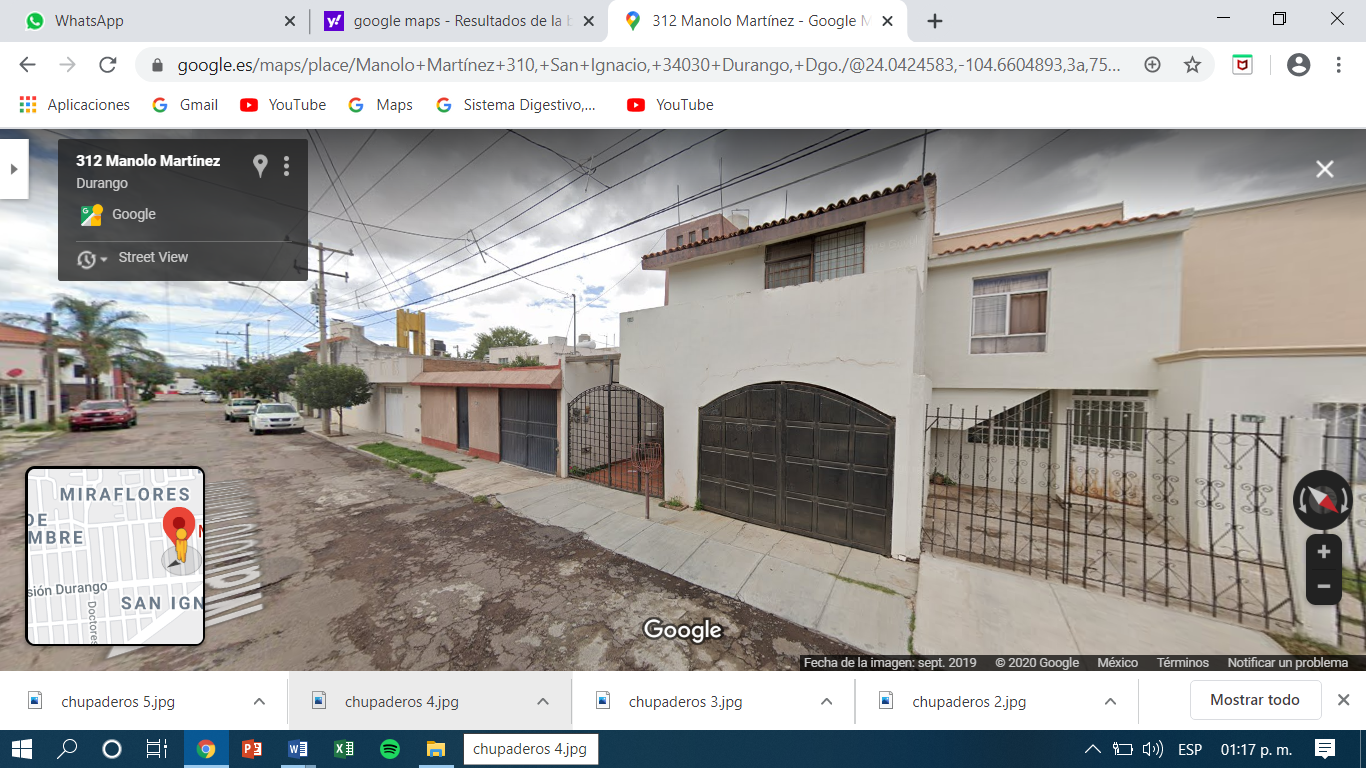 WhatsApp
google maps - Resultados de la b
312 Manolo Martínez - Google M
google.es/maps/place/Manolo+Martínez+310,+San+Ignacio,+34030+Durango,+Dgo./@24.0424583,-104.6604893,3a,75...
Aplicaciones
Gmail
YouTube
Maps
Sistema Digestivo,...
YouTube
312 Manolo Martínez
Durango
Google
Street View
MIRAFLORES
DE
MBRE
sión Durango
Doctores
SAN IGN
Google
Fecha de la imagen: sept. 2019 © 2020 Google México Términos Notificar un problema
chupaderos 5.jpg
chupaderos 4.jpg
chupaderos 3.jpg
chupaderos 2.jpg
Mostrar todo
chupaderos 4.jpg
ESP
01:17 p. m.